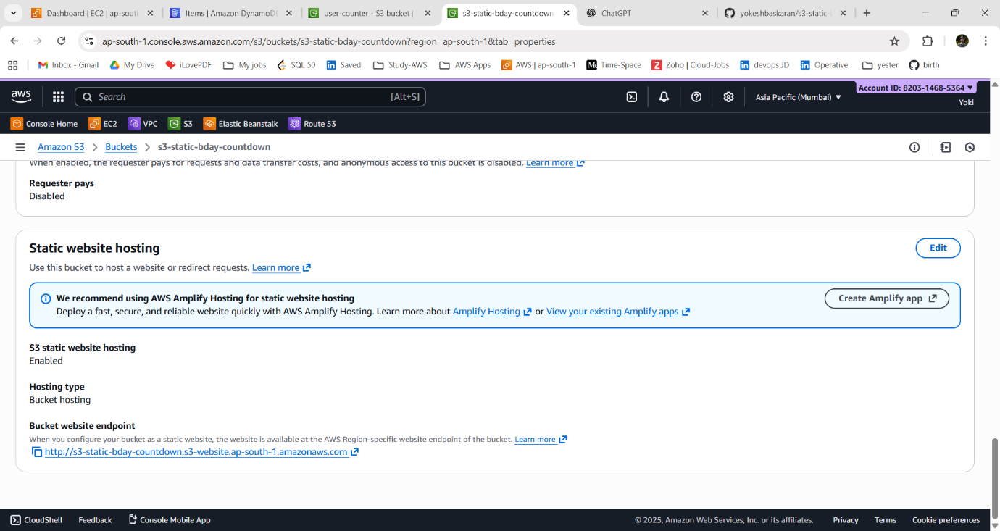 Dashboard | EC2 | ap-south
Items | Amazon DynamoDB
user-counter - S3 bucket |
s3-static-bday-countdown
ChatGPT
yokeshbaskaran/s3-static-
ap-south-1.console.aws.amazon.com/s3/buckets/s3-static-bday-countdown?region=ap-south-1&tab=properties
Inbox - Gmail
My Drive
iLovePDF
My jobs
SQL 50
Saved
Study-AWS
AWS Apps
AWS | ap-south-1
Time-Space
Zoho | Cloud-Jobs
devops JD
Operative
yester
birth
aws
Search
[Alt+S]
Asia Pacific (Mumbai)
Account ID: 8203-1468-5364
Yoki
Console Home
EC2
VPC
S3
Elastic Beanstalk
Route 53
Amazon S3
Buckets
s3-static-bday-countdown
When enabled, the requester pays for requests and data transfer costs, and anonymous access to this bucket is disabled. Learn more
Requester pays
Disabled
Static website hosting
Edit
Use this bucket to host a website or redirect requests. Learn more
We recommend using AWS Amplify Hosting for static website hosting
Create Amplify app
Deploy a fast, secure, and reliable website quickly with AWS Amplify Hosting. Learn more about Amplify Hosting or View your existing Amplify apps
S3 static website hosting
Enabled
Hosting type
Bucket hosting
Bucket website endpoint
When you configure your bucket as a static website, the website is available at the AWS Region-specific website endpoint of the bucket. Learn more
http://s3-static-bday-countdown.s3-website.ap-south-1.amazonaws.com
CloudShell
Feedback
Console Mobile App
© 2025, Amazon Web Services, Inc. or its affiliates.
Privacy
Terms
Cookie preferences